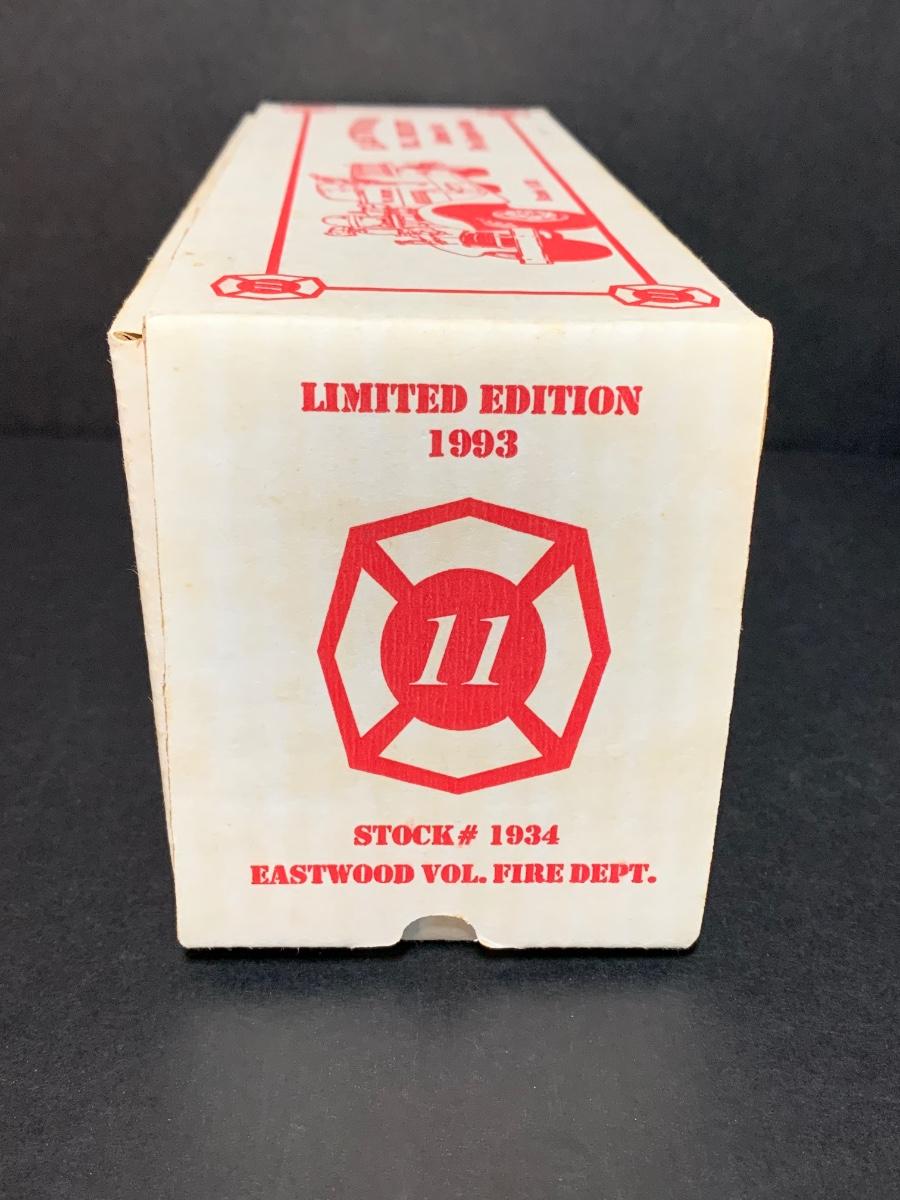 LIMITED EDITION
1993
11
STOCK# 1934
EASTWOOD VOL. FIRE DEPT.